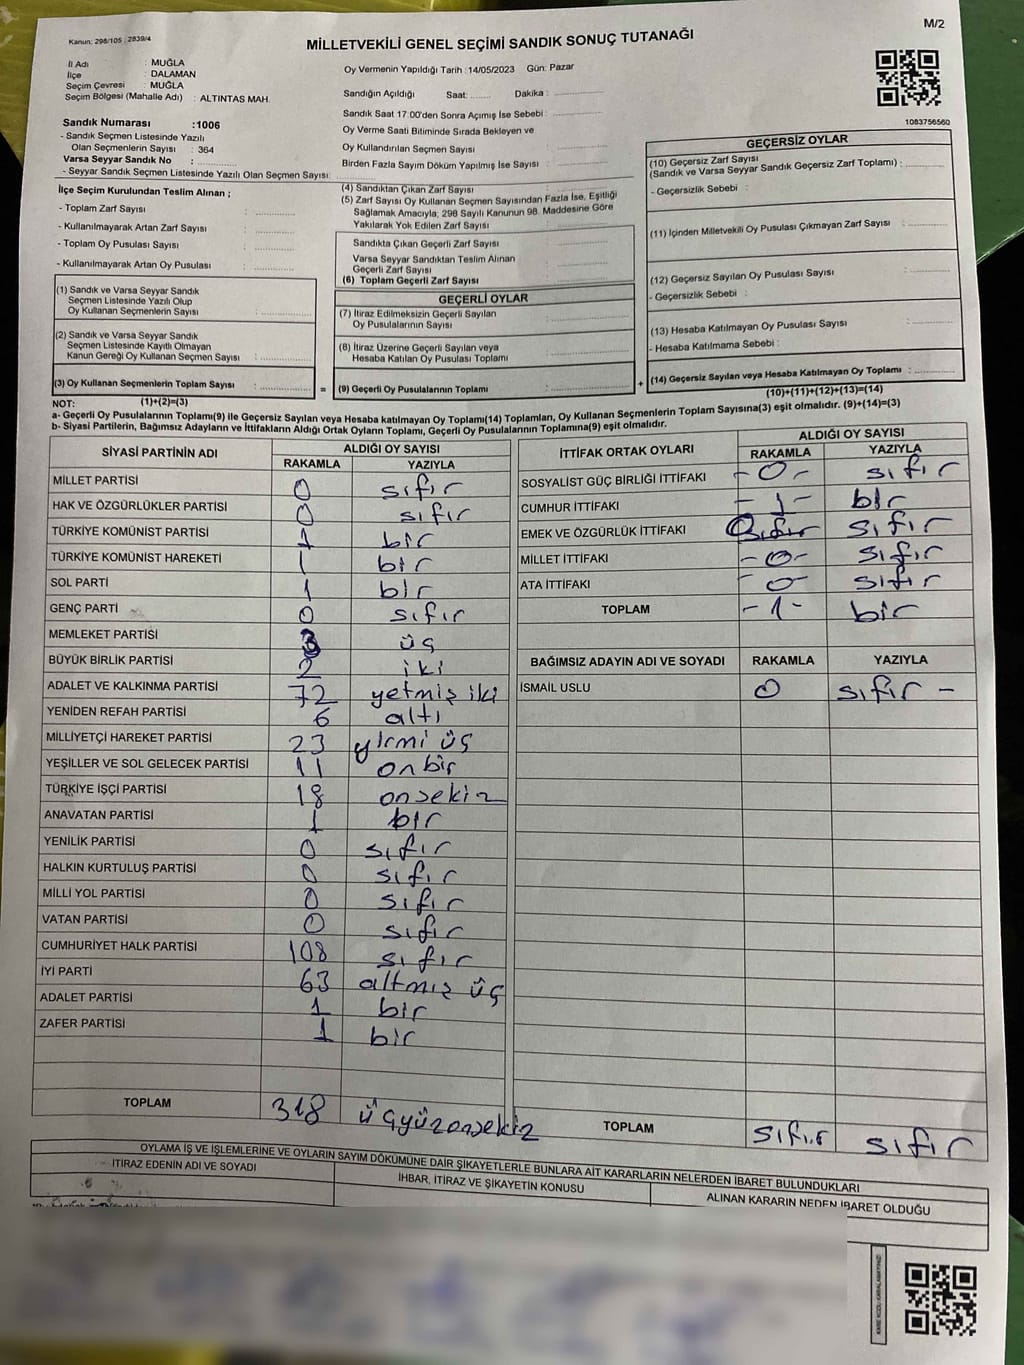 M/2
Kanun: 298/105 , 2839/4
MİLLETVEKİLİ GENEL SEÇİMİ SANDIK SONUÇ TUTANAĞI
İl Adı : MUĞLA
İlçe : DALAMAN
Seçim Çevresi : MUĞLA
Seçim Bölgesi (Mahalle Adı) : ALTINTAS MAH.
Sandık Numarası :1006
- Sandık Seçmen Listesinde Yazılı
Olan Seçmenlerin Sayısı : 364
Varsa Seyyar Sandık No :
- Seyyar Sandık Seçmen Listesinde Yazılı Olan Seçmen Sayısı:
Oy Vermenin Yapıldığı Tarih :14/05/2023 Gün: Pazar
Sandığın Açıldığı Saat: Dakika :
Sandık Saat 17.00'den Sonra Açımış İse Sebebi :
Oy Verme Saati Bitiminde Sırada Bekleyen ve
Oy Kullandırılan Seçmen Sayısı :
Birden Fazla Sayım Döküm Yapılmış İse Sayısı :
1083756560
İlçe Seçim Kurulundan Teslim Alınan ;
- Toplam Zarf Sayısı :
- Kullanılmayarak Artan Zarf Sayısı :
- Toplam Oy Pusulası Sayısı :
- Kullanılmayarak Artan Oy Pusulası :
(4) Sandıktan Çıkan Zarf Sayısı :
(5) Zarf Sayısı Oy Kullanan Seçmen Sayısından Fazla İse, Eşitliği
Sağlamak Amacıyla, 298 Sayılı Kanunun 98. Maddesine Göre
Yakılarak Yok Edilen Zarf Sayısı :
Sandıkta Çıkan Geçerli Zarf Sayısı :
Varsa Seyyar Sandıktan Teslim Alınan
Geçerli Zarf Sayısı :
(6) Toplam Geçerli Zarf Sayısı :
GEÇERSİZ OYLAR
(10) Geçersiz Zarf Sayısı
(Sandık ve Varsa Seyyar Sandık Geçersiz Zarf Toplamı) :
- Geçersizlik Sebebi :
(11) İçinden Milletvekili Oy Pusulası Çıkmayan Zarf Sayısı :
(12) Geçersiz Sayılan Oy Pusulası Sayısı :
- Geçersizlik Sebebi :
(13) Hesaba Katılmayan Oy Pusulası Sayısı :
- Hesaba Katılmama Sebebi :
(14) Geçersiz Sayılan veya Hesaba Katılmayan Oy Toplamı :
(10)+(11)+(12)+(13)=(14)
(1) Sandık ve Varsa Seyyar Sandık
Seçmen Listesinde Yazılı Olup
Oy Kullanan Seçmenlerin Sayısı :
(2) Sandık ve Varsa Seyyar Sandık
Seçmen Listesinde Kayıtlı Olmayan
Kanun Gereği Oy Kullanan Seçmen Sayısı :
(3) Oy Kullanan Seçmenlerin Toplam Sayısı :
(1)+(2)=(3)
GEÇERLİ OYLAR
(7) İtiraz Edilmeksizin Geçerli Sayılan
Oy Pusulalarının Sayısı :
(8) İtiraz Üzerine Geçerli Sayılan veya
Hesaba Katılan Oy Pusulası Toplamı :
= (9) Geçerli Oy Pusulalarının Toplamı : +
NOT:
a- Geçerli Oy Pusulalarının Toplamı(9) ile Geçersiz Sayılan veya Hesaba katılmayan Oy Toplamı(14) Toplamları, Oy Kullanan Seçmenlerin Toplam Sayısına(3) eşit olmalıdır. (9)+(14)=(3)
b- Siyasi Partilerin, Bağımsız Adayların ve İttifakların Aldığı Ortak Oyların Toplamı, Geçerli Oy Pusulalarının Toplamına(9) eşit olmalıdır.
SİYASİ PARTİNİN ADI ALDIĞI OY SAYISI
RAKAMLA YAZIYLA
MİLLET PARTİSİ 0 sıfır
HAK VE ÖZGÜRLÜKLER PARTİSİ 0 sıfır
TÜRKİYE KOMÜNİST PARTİSİ 1 bir
TÜRKİYE KOMÜNİST HAREKETİ 1 bir
SOL PARTİ 1 bir
GENÇ PARTİ 0 sıfır
MEMLEKET PARTİSİ 3 üç
BÜYÜK BİRLİK PARTİSİ 2 iki
ADALET VE KALKINMA PARTİSİ 72 yetmiş iki
YENİDEN REFAH PARTİSİ 6 altı
MİLLİYETÇİ HAREKET PARTİSİ 23 yirmi üç
YEŞİLLER VE SOL GELECEK PARTİSİ 11 onbir
TÜRKİYE İŞÇİ PARTİSİ 18 onsekiz
ANAVATAN PARTİSİ 1 bir
YENİLİK PARTİSİ 0 sıfır
HALKIN KURTULUŞ PARTİSİ 0 sıfır
MİLLİ YOL PARTİSİ 0 sıfır
VATAN PARTİSİ 0 sıfır
CUMHURİYET HALK PARTİSİ 108 sıfır
İYİ PARTİ 63 altmış üç
ADALET PARTİSİ 1 bir
ZAFER PARTİSİ 1 bir
TOPLAM 318 üçyüzonsekiz
İTTİFAK ORTAK OYLARI ALDIĞI OY SAYISI
RAKAMLA YAZIYLA
SOSYALİST GÜÇ BİRLİĞİ İTTİFAKI -0- sıfır
CUMHUR İTTİFAKI -1- bir
EMEK VE ÖZGÜRLÜK İTTİFAKI sıfır sıfır
MİLLET İTTİFAKI -0- sıfır
ATA İTTİFAKI -0- sıfır
TOPLAM -1- bir
BAĞIMSIZ ADAYIN ADI VE SOYADI RAKAMLA YAZIYLA
İSMAİL USLU 0 sıfır -
TOPLAM sıfır sıfır
OYLAMA İŞ VE İŞLEMLERİNE VE OYLARIN SAYIM DÖKÜMÜNE DAİR ŞİKAYETLERLE BUNLARA AİT KARARLARIN NELERDEN İBARET BULUNDUKLARI
İTİRAZ EDENİN ADI VE SOYADI İHBAR, İTİRAZ VE ŞİKAYETİN KONUSU ALINAN KARARIN NEDEN İBARET OLDUĞU
KARE KODU KARALAMAYINIZ